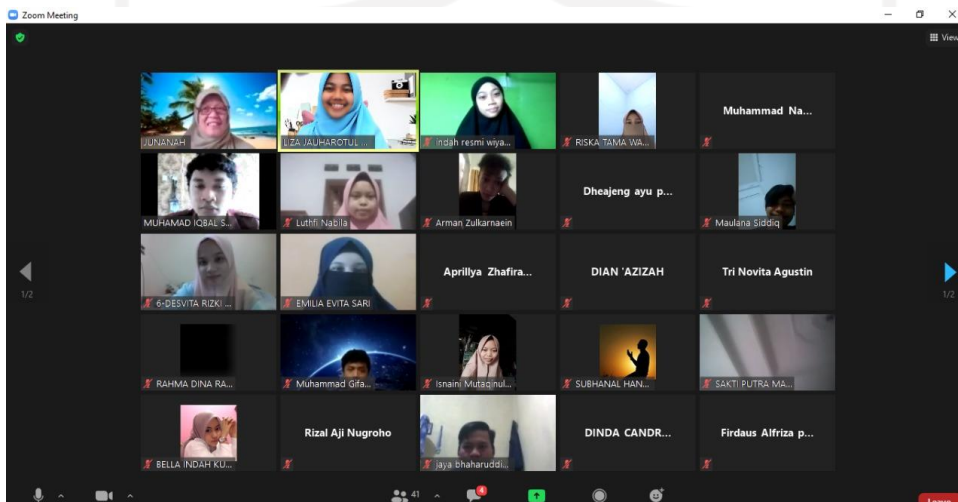 Zoom Meeting
View
JUNANAH
LIZA JAUHAROTUL ...
indah resmi wiya...
RISKA TAMA WA...
Muhammad Na...
MUHAMAD IQBAL S...
Luthfi Nabila
Arman Zulkarnaein
Dheajeng ayu p...
Maulana Siddiq
1/2
6-DESVITA RIZKI ...
EMILIA EVITA SARI
Aprillya Zhafira...
DIAN 'AZIZAH
Tri Novita Agustin
1/2
RAHMA DINA RA...
Muhammad Gifa...
Isnaini Mutaqinul...
SUBHANAL HAN...
SAKTI PUTRA MA...
BELLA INDAH KU...
Rizal Aji Nugroho
jaya bhaharuddi...
DINDA CANDR...
Firdaus Alfriza p...
41
4
Leave